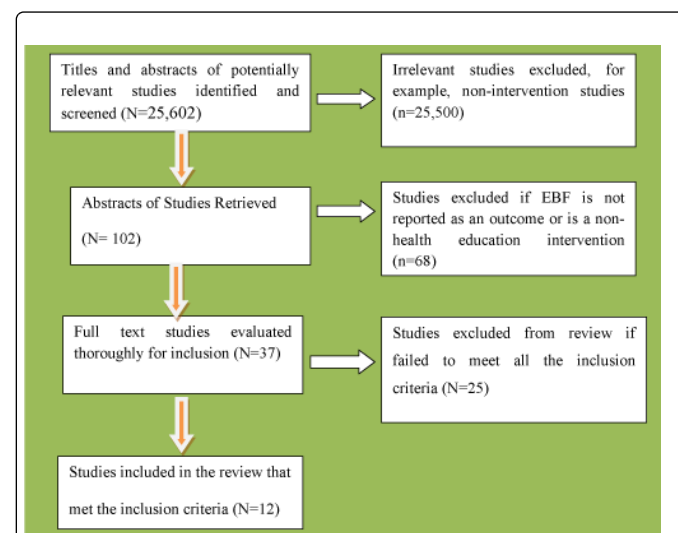 Titles and abstracts of potentially
relevant studies identified and
screened (N=25,602)
Irrelevant studies excluded, for
example, non-intervention studies
(n=25,500)
Abstracts of Studies Retrieved
(N= 102)
Studies excluded if EBF is not
reported as an outcome or is a non-
health education intervention
(n=68)
Full text studies evaluated
thoroughly for inclusion (N=37)
Studies excluded from review if
failed to meet all the inclusion
criteria (N=25)
Studies included in the review that
met the inclusion criteria (N=12)